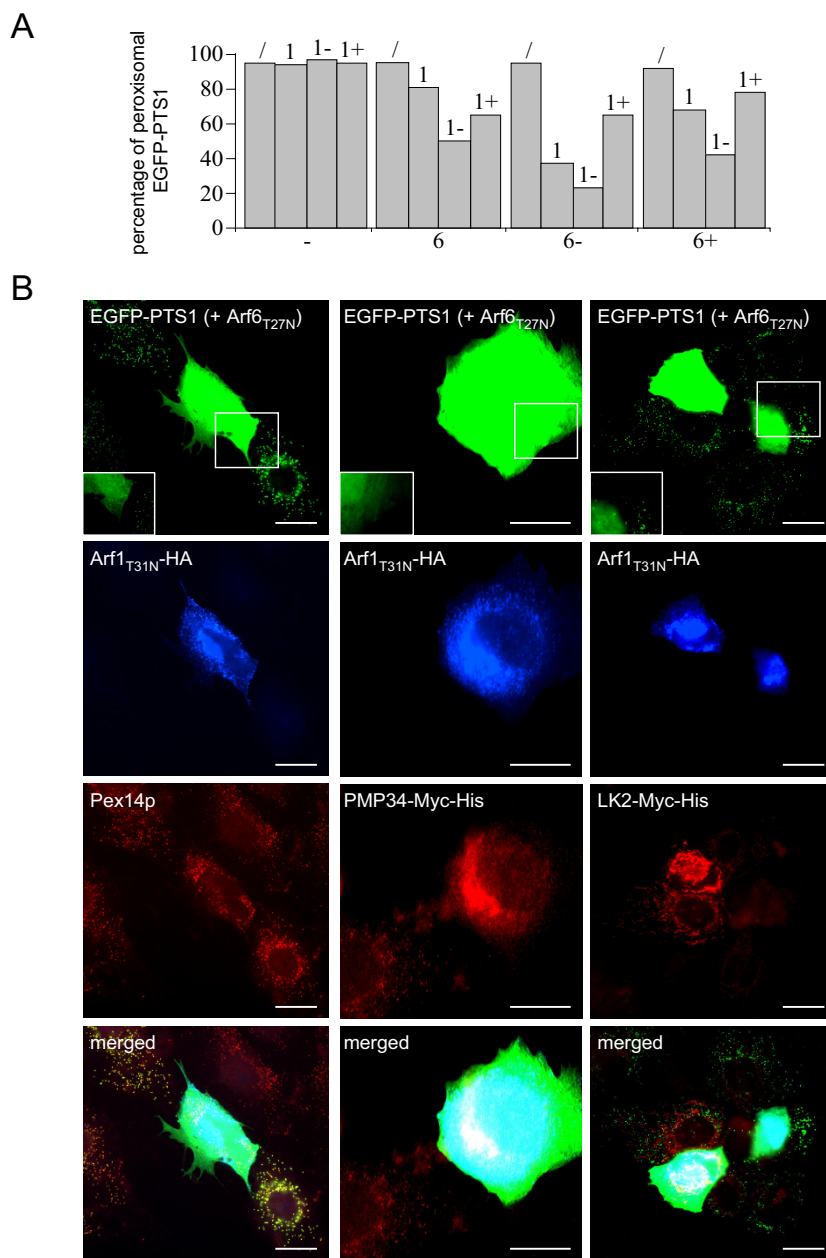 A
percentage of peroxisomal
EGFP-PTS1
100
80
60
40
20
0
/ 1 1- 1+ / 1 1- 1+ / 1 1- 1+ / 1 1- 1+
- 6 6- 6+
B
EGFP-PTS1 (+ Arf6T27N) EGFP-PTS1 (+ Arf6T27N) EGFP-PTS1 (+ Arf6T27N)
Arf1T31N-HA Arf1T31N-HA Arf1T31N-HA
Pex14p PMP34-Myc-His LK2-Myc-His
merged merged merged